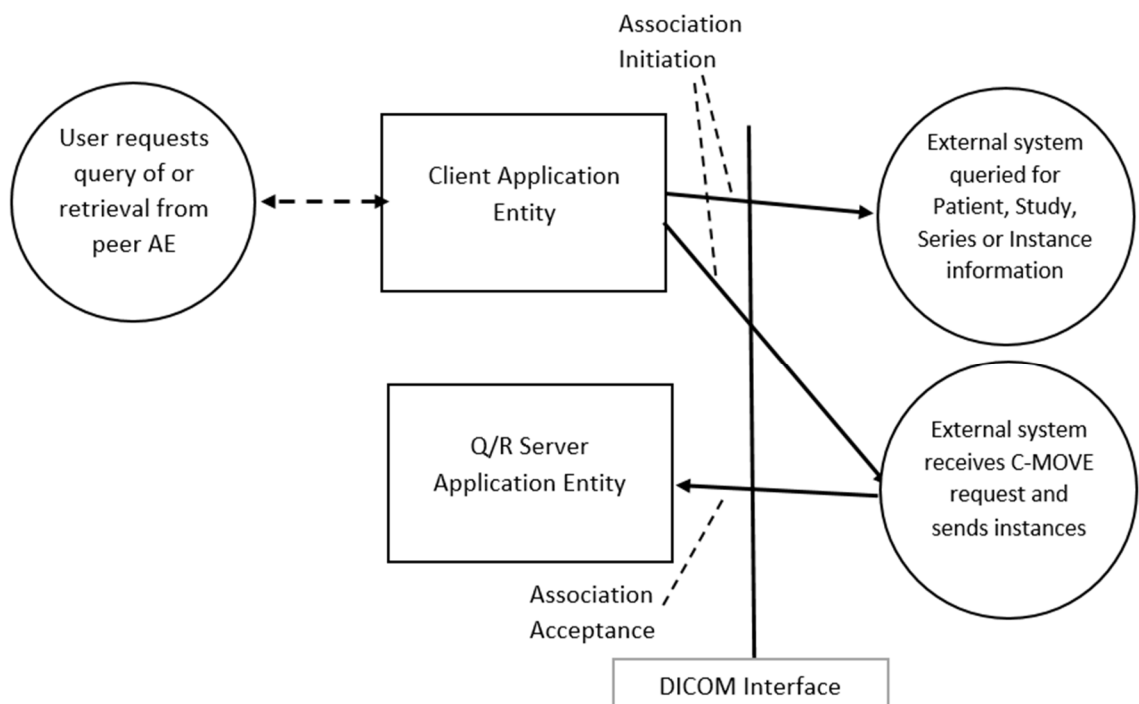 Association
Initiation
User requests
query of or
retrieval from
peer AE
Client Application
Entity
External system
queried for
Patient, Study,
Series or Instance
information
Q/R Server
Application Entity
External system
receives C-MOVE
request and
sends instances
Association
Acceptance
DICOM Interface